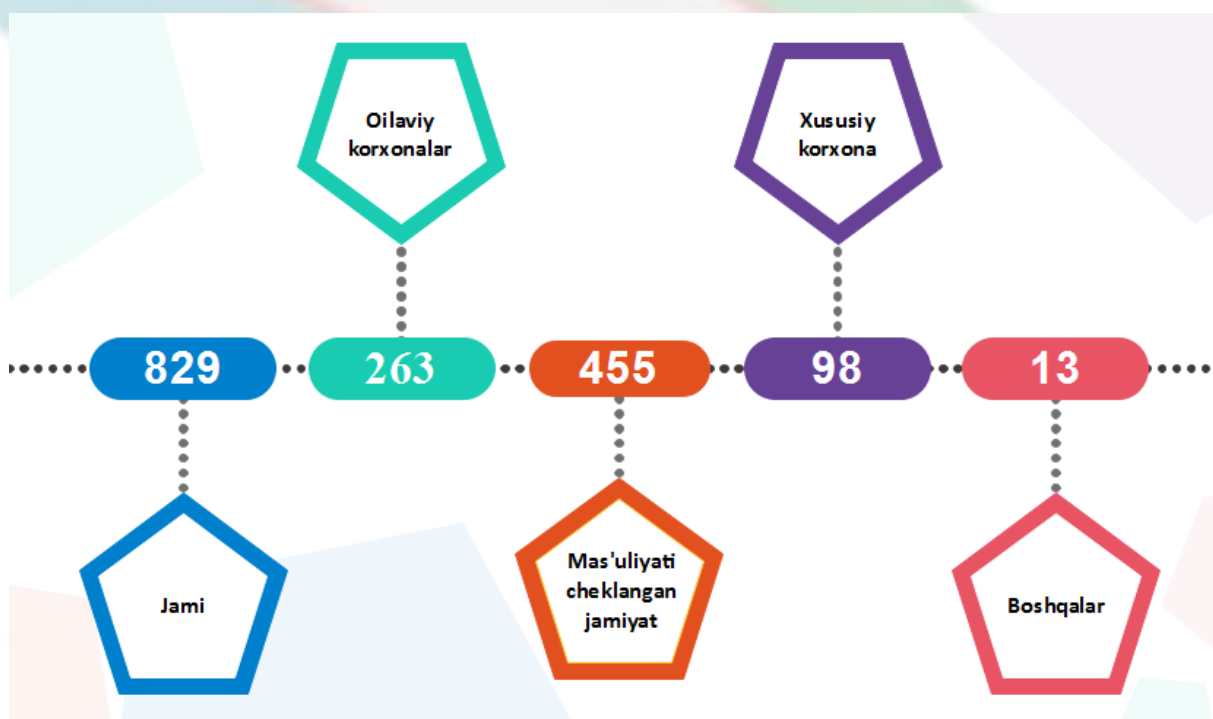 Oilaviy
korxonalar
Xususiy
korxona
829
263
455
98
13
Jami
Mas'uliyati
cheklangan
jamiyat
Boshqalar